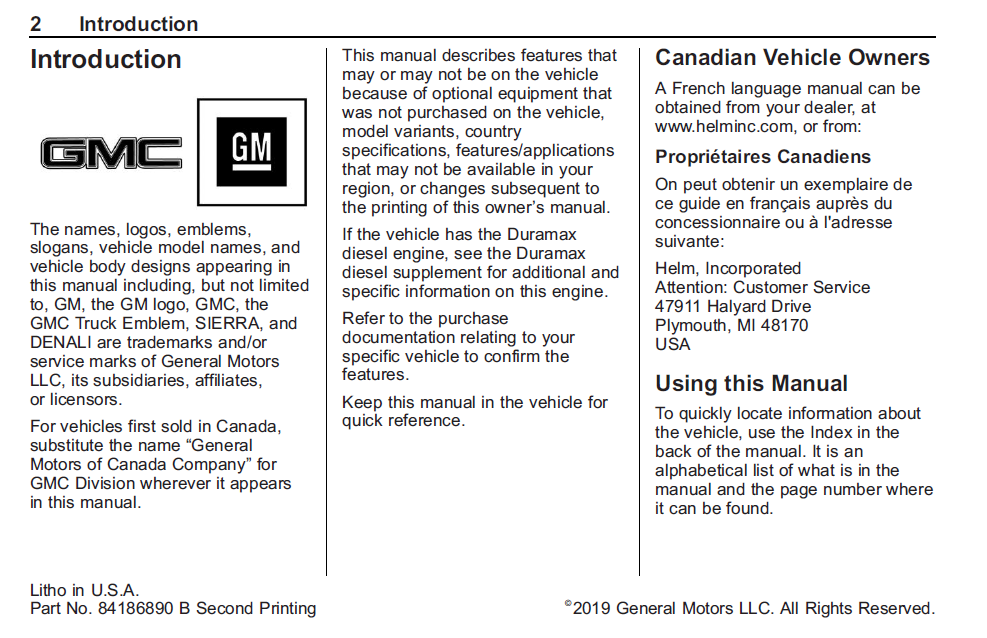 2 Introduction
Introduction
GMC
GM
The names, logos, emblems,
slogans, vehicle model names, and
vehicle body designs appearing in
this manual including, but not limited
to, GM, the GM logo, GMC, the
GMC Truck Emblem, SIERRA, and
DENALI are trademarks and/or
service marks of General Motors
LLC, its subsidiaries, affiliates,
or licensors.
For vehicles first sold in Canada,
substitute the name “General
Motors of Canada Company” for
GMC Division wherever it appears
in this manual.
This manual describes features that
may or may not be on the vehicle
because of optional equipment that
was not purchased on the vehicle,
model variants, country
specifications, features/applications
that may not be available in your
region, or changes subsequent to
the printing of this owner’s manual.
If the vehicle has the Duramax
diesel engine, see the Duramax
diesel supplement for additional and
specific information on this engine.
Refer to the purchase
documentation relating to your
specific vehicle to confirm the
features.
Keep this manual in the vehicle for
quick reference.
Canadian Vehicle Owners
A French language manual can be
obtained from your dealer, at
www.helminc.com, or from:
Propriétaires Canadiens
On peut obtenir un exemplaire de
ce guide en français auprès du
concessionnaire ou à l'adresse
suivante:
Helm, Incorporated
Attention: Customer Service
47911 Halyard Drive
Plymouth, MI 48170
USA
Using this Manual
To quickly locate information about
the vehicle, use the Index in the
back of the manual. It is an
alphabetical list of what is in the
manual and the page number where
it can be found.
Litho in U.S.A.
Part No. 84186890 B Second Printing
©2019 General Motors LLC. All Rights Reserved.